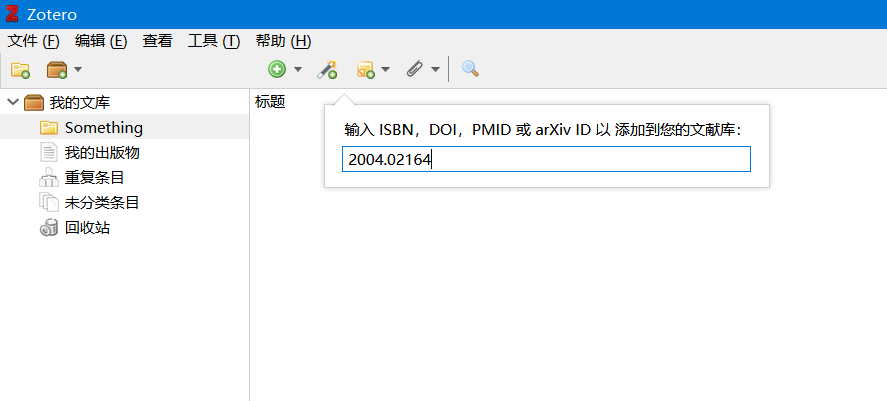 Zotero
文件 (F) 编辑 (E) 查看 工具 (T) 帮助 (H)
我的文库
Something
我的出版物
重复条目
未分类条目
回收站
标题
输入 ISBN，DOI，PMID 或 arXiv ID 以 添加到您的文献库：
2004.02164